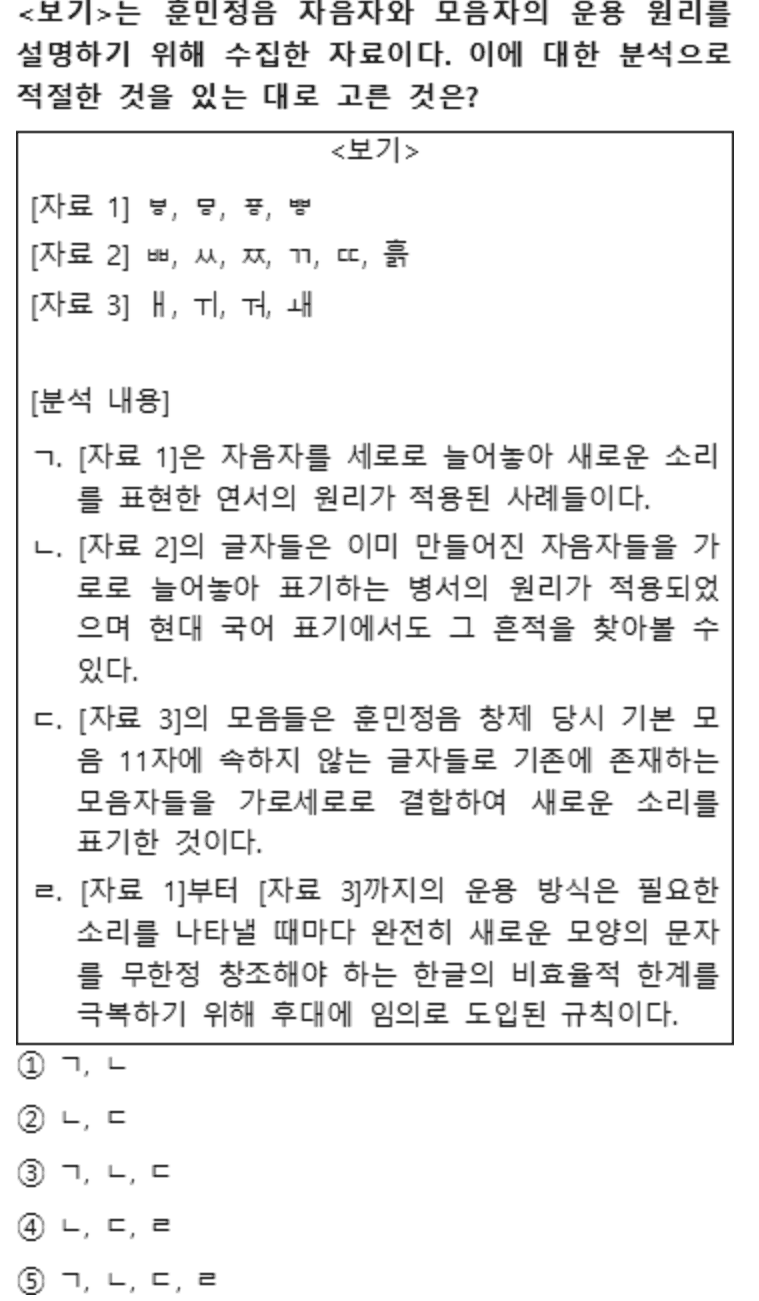 <보기>는 훈민정음 자음자와 모음자의 운용 원리를
설명하기 위해 수집한 자료이다. 이에 대한 분석으로
적절한 것을 있는 대로 고른 것은?
<보기>
[자료 1] ㅸ, ㅱ, ㆄ, ㅹ
[자료 2] ㅃ, ㅆ, ㅉ, ㄲ, ㄸ, 흙
[자료 3] ㅐ, ㅜㅣ, ㅝ, ㅙ
[분석 내용]
ㄱ. [자료 1]은 자음자를 세로로 늘어놓아 새로운 소리
를 표현한 연서의 원리가 적용된 사례들이다.
ㄴ. [자료 2]의 글자들은 이미 만들어진 자음자들을 가
로로 늘어놓아 표기하는 병서의 원리가 적용되었
으며 현대 국어 표기에서도 그 흔적을 찾아볼 수
있다.
ㄷ. [자료 3]의 모음들은 훈민정음 창제 당시 기본 모
음 11자에 속하지 않는 글자들로 기존에 존재하는
모음자들을 가로세로로 결합하여 새로운 소리를
표기한 것이다.
ㄹ. [자료 1]부터 [자료 3]까지의 운용 방식은 필요한
소리를 나타낼 때마다 완전히 새로운 모양의 문자
를 무한정 창조해야 하는 한글의 비효율적 한계를
극복하기 위해 후대에 임의로 도입된 규칙이다.
① ㄱ, ㄴ
② ㄴ, ㄷ
③ ㄱ, ㄴ, ㄷ
④ ㄴ, ㄷ, ㄹ
⑤ ㄱ, ㄴ, ㄷ, ㄹ